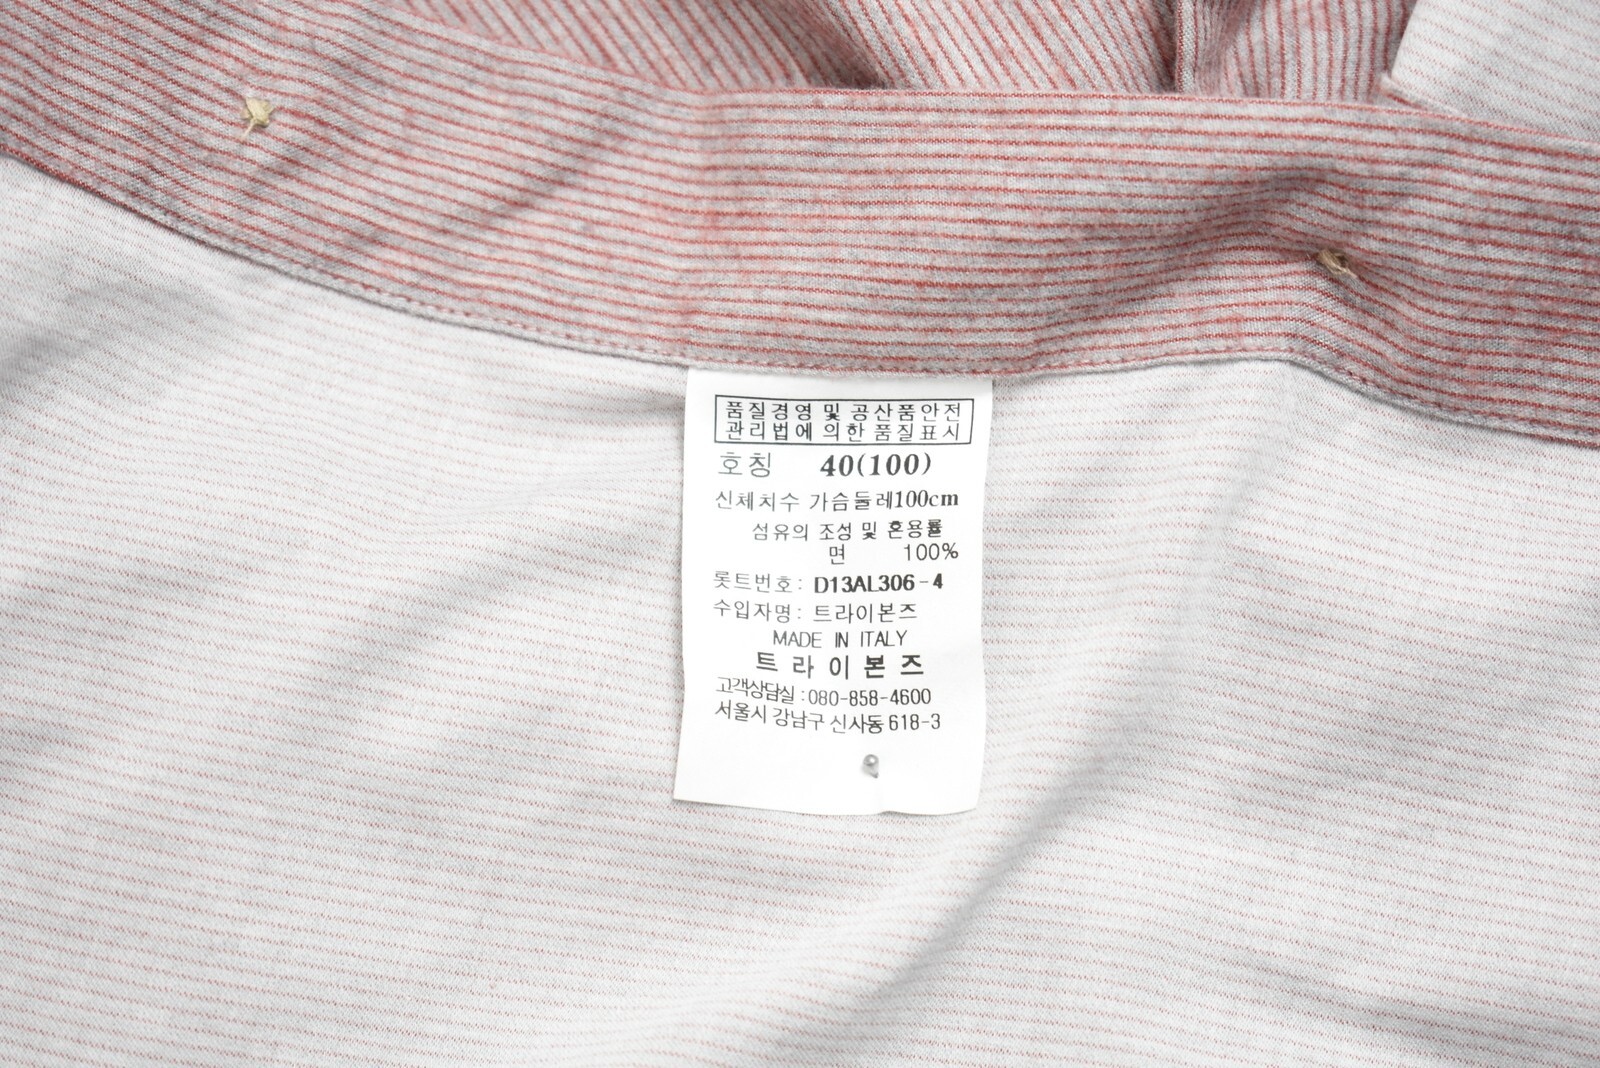 품질경영 및 공산품안전
관리법에 의한 품질표시
호칭 40(100)
신체치수 가슴둘레100cm
섬유의 조성 및 혼용률
면 100%
롯트번호: D13AL306-4
수입자명: 트라이본즈
MADE IN ITALY
트라이본즈
고객상담실:080-858-4600
서울시 강남구 신사동 618-3